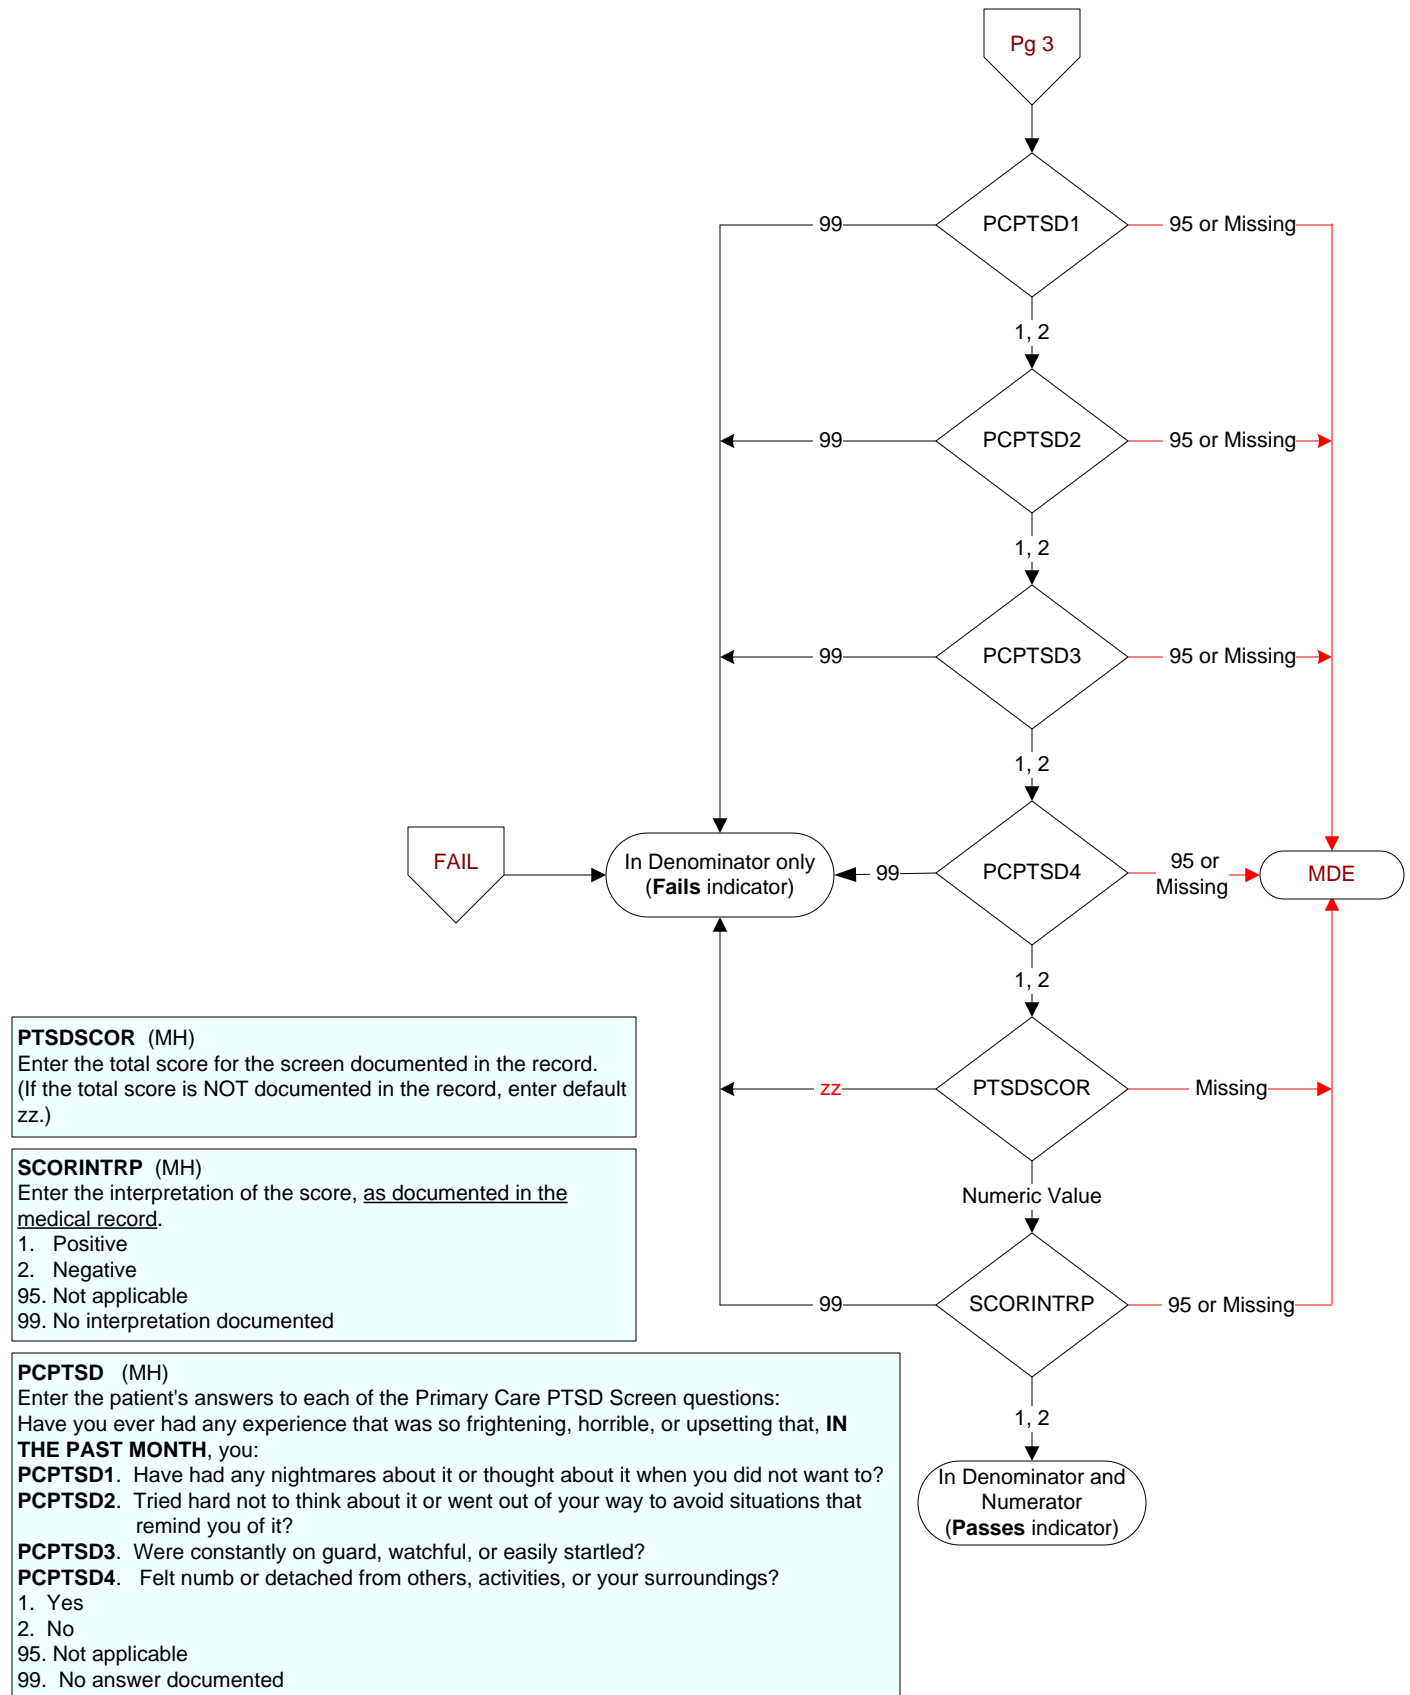 Pg 3
PCPTSD1
99
95 or Missing
1, 2
PCPTSD2
99
95 or Missing
1, 2
PCPTSD3
99
95 or Missing
1, 2
FAIL
In Denominator only
(Fails indicator)
99
PCPTSD4
95 or
Missing
MDE
1, 2
PTSDSCOR
zz
Missing
Numeric Value
SCORINTRP
99
95 or Missing
1, 2
In Denominator and
Numerator
(Passes indicator)
PTSDSCOR (MH)
Enter the total score for the screen documented in the record.
(If the total score is NOT documented in the record, enter default
zz.)
SCORINTRP (MH)
Enter the interpretation of the score, as documented in the
medical record.
1. Positive
2. Negative
95. Not applicable
99. No interpretation documented
PCPTSD (MH)
Enter the patient's answers to each of the Primary Care PTSD Screen questions:
Have you ever had any experience that was so frightening, horrible, or upsetting that, IN
THE PAST MONTH, you:
PCPTSD1. Have had any nightmares about it or thought about it when you did not want to?
PCPTSD2. Tried hard not to think about it or went out of your way to avoid situations that
remind you of it?
PCPTSD3. Were constantly on guard, watchful, or easily startled?
PCPTSD4. Felt numb or detached from others, activities, or your surroundings?
1. Yes
2. No
95. Not applicable
99. No answer documented